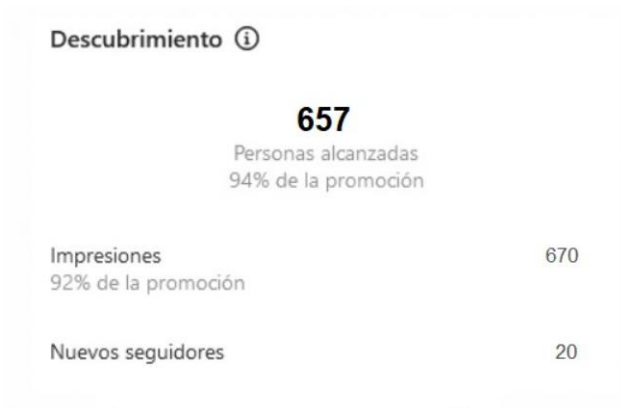 Descubrimiento
657
Personas alcanzadas
94% de la promoción
Impresiones 670
92% de la promoción
Nuevos seguidores 20